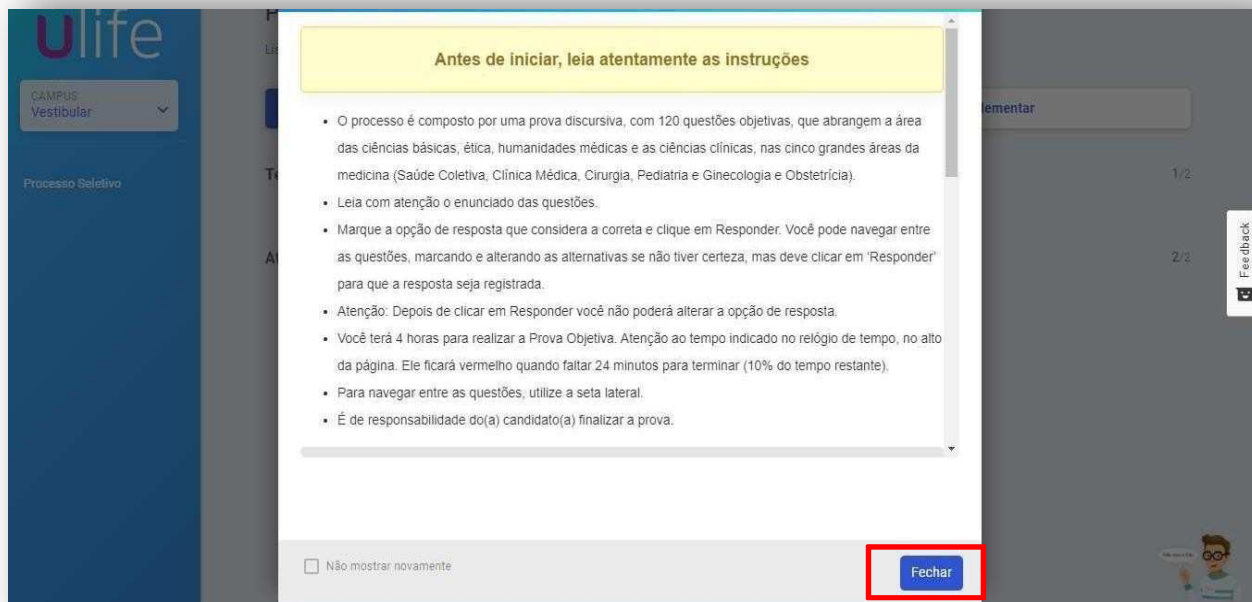 Ulife
CAMPUS
Vestibular
Processo Seletivo
Antes de iniciar, leia atentamente as instruções
• O processo é composto por uma prova discursiva, com 120 questões objetivas, que abrangem a área
das ciências básicas, ética, humanidades médicas e as ciências clínicas, nas cinco grandes áreas da
medicina (Saúde Coletiva, Clínica Médica, Cirurgia, Pediatria e Ginecologia e Obstetrícia).
• Leia com atenção o enunciado das questões.
• Marque a opção de resposta que considera a correta e clique em Responder. Você pode navegar entre
as questões, marcando e alterando as alternativas se não tiver certeza, mas deve clicar em 'Responder'
para que a resposta seja registrada.
• Atenção: Depois de clicar em Responder você não poderá alterar a opção de resposta.
• Você terá 4 horas para realizar a Prova Objetiva. Atenção ao tempo indicado no relógio de tempo, no alto
da página. Ele ficará vermelho quando faltar 24 minutos para terminar (10% do tempo restante).
• Para navegar entre as questões, utilize a seta lateral.
• É de responsabilidade do(a) candidato(a) finalizar a prova.
Não mostrar novamente
Fechar
lementar
1/2
2/2
Feedback